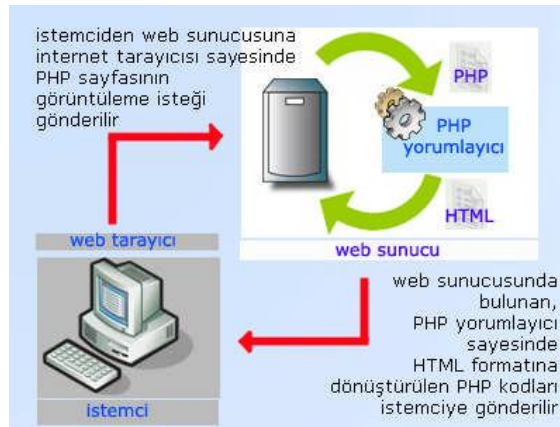 istemciden web sunucusuna
internet tarayıcısı sayesinde
PHP sayfasının
görüntüleme isteği
gönderilir
PHP
PHP
yorumlayıcı
HTML
web sunucu
web tarayıcı
istemci
web sunucusunda
bulunan,
PHP yorumlayıcı
sayesinde
HTML formatına
dönüştürülen PHP kodları
istemciye gönderilir